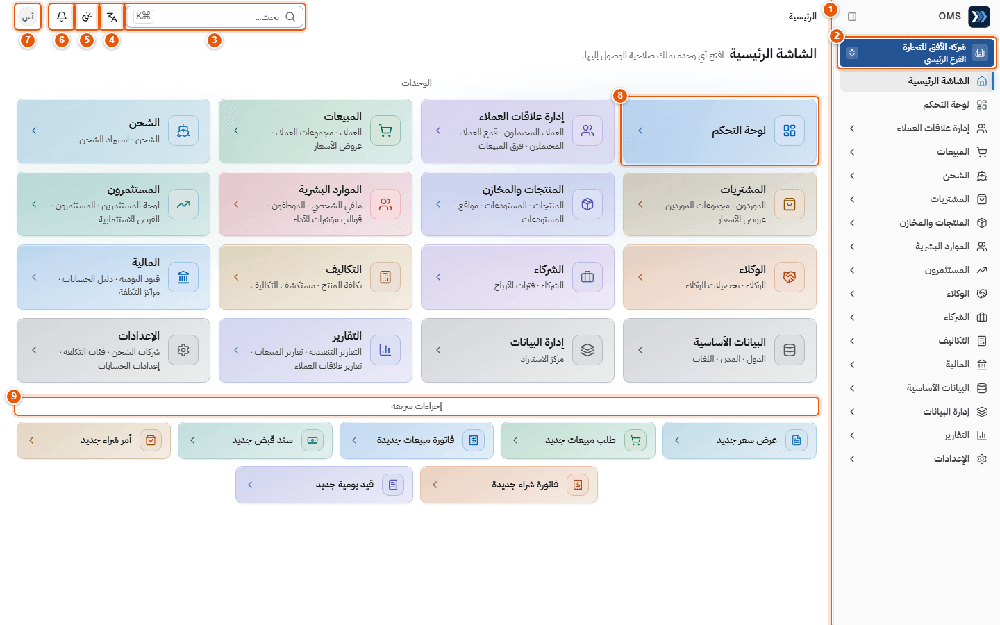 OMS
شركة الأفق للتجارة
الفرع الرئيسي
الشاشة الرئيسية
لوحة التحكم
إدارة علاقات العملاء
المبيعات
الشحن
المشتريات
المنتجات والمخازن
الموارد البشرية
المستثمرون
الوكلاء
الشركاء
التكاليف
المالية
البيانات الأساسية
إدارة البيانات
التقارير
الإعدادات
1
2
الرئيسية
بحث...
⌘K
أس
3
4
5
6
7
الشاشة الرئيسية
افتح أي وحدة تملك صلاحية الوصول إليها.
الوحدات
8
لوحة التحكم
إدارة علاقات العملاء
العملاء المحتملون · قمع العملاء
المحتملين · فرق المبيعات
المبيعات
العملاء · مجموعات العملاء ·
عروض الأسعار
الشحن
الشحن · استيراد الشحن
المشتريات
الموردون · مجموعات الموردين ·
عروض الأسعار
المنتجات والمخازن
المنتجات · المستودعات · مواقع
المستودعات
الموارد البشرية
ملفي الشخصي · الموظفون ·
قوالب مؤشرات الأداء
المستثمرون
لوحة المستثمرين · المستثمرون ·
الفرص الاستثمارية
الوكلاء
الوكلاء · تحصيلات الوكلاء
الشركاء
الشركاء · فترات الأرباح
التكاليف
تكلفة المنتج · مستكشف التكاليف
المالية
قيود اليومية · دليل الحسابات ·
مراكز التكلفة
البيانات الأساسية
الدول · المدن · اللغات
إدارة البيانات
مركز الاستيراد
التقارير
التقارير التنفيذية · تقارير المبيعات ·
تقارير علاقات العملاء
الإعدادات
شركات الشحن · فئات التكلفة ·
إعدادات الحسابات
9
إجراءات سريعة
عرض سعر جديد
طلب مبيعات جديد
فاتورة مبيعات جديدة
سند قبض جديد
أمر شراء جديد
فاتورة شراء جديدة
قيد يومية جديد